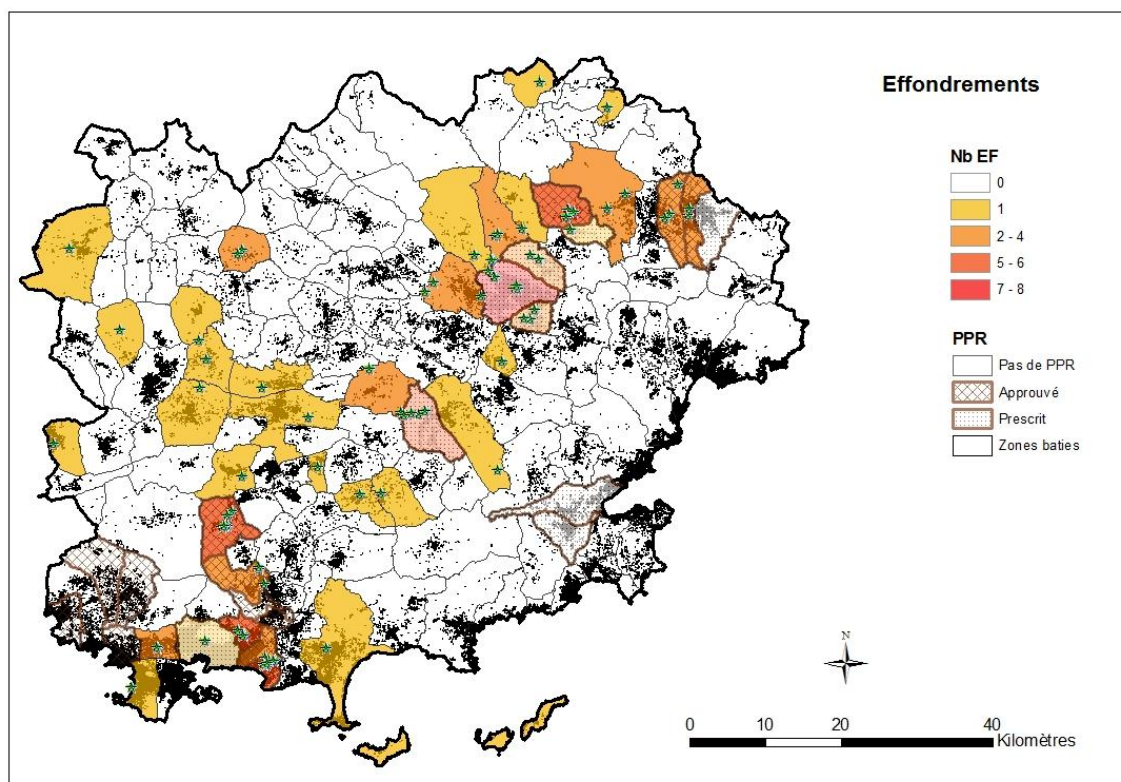 Effondrements
Nb EF
0
1
2 - 4
5 - 6
7 - 8
PPR
Pas de PPR
Approuvé
Prescrit
Zones baties
N
0 10 20 40
Kilomètres